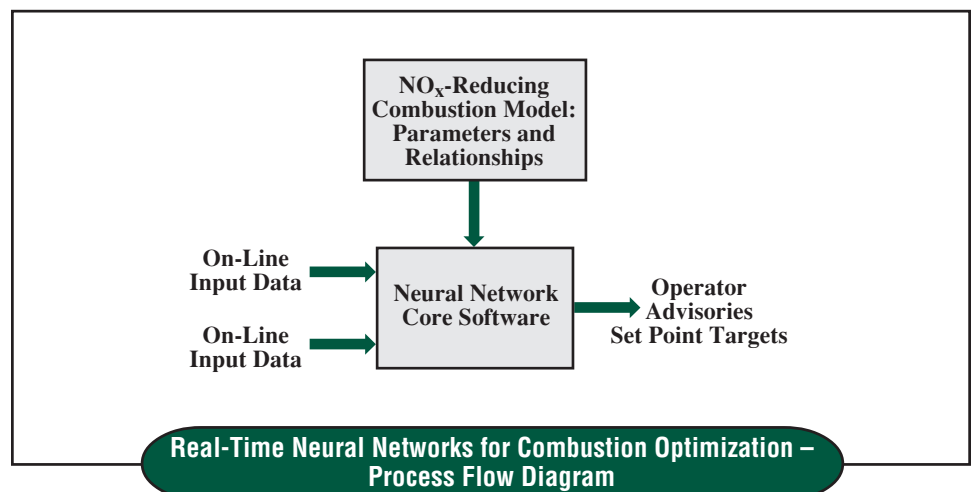 NOx-Reducing
Combustion Model:
Parameters and
Relationships
On-Line
Input Data
Neural Network
Core Software
Operator
Advisories
Set Point Targets
On-Line
Input Data
Real-Time Neural Networks for Combustion Optimization –
Process Flow Diagram